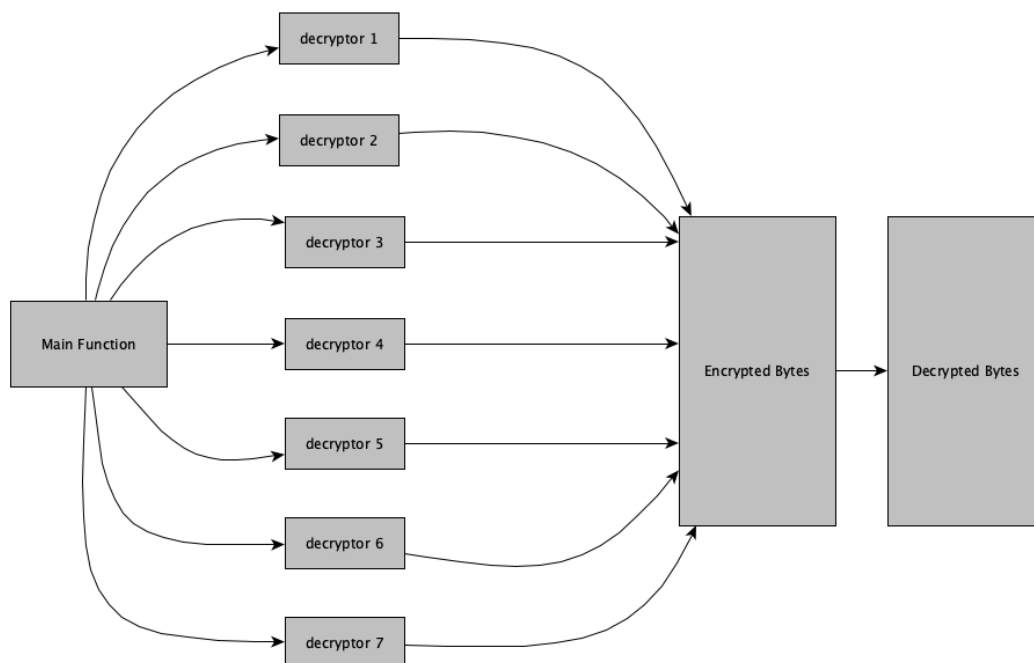 decryptor 1
decryptor 2
decryptor 3
Main Function
decryptor 4
Encrypted Bytes
Decrypted Bytes
decryptor 5
decryptor 6
decryptor 7